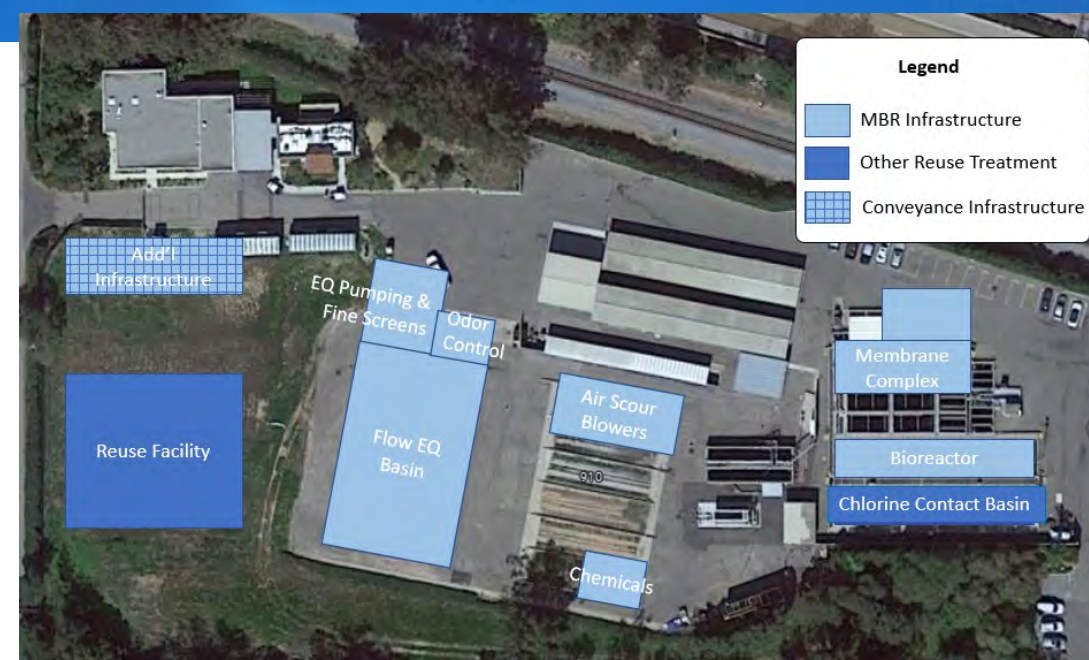 Legend
MBR Infrastructure
Other Reuse Treatment
Conveyance Infrastructure
Add'l
Infrastructure
EQ Pumping &
Fine Screens
Odor
Control
Membrane
Complex
Air Scour
Blowers
Reuse Facility
Flow EQ
Basin
Bioreactor
910
Chlorine Contact Basin
Chemicals